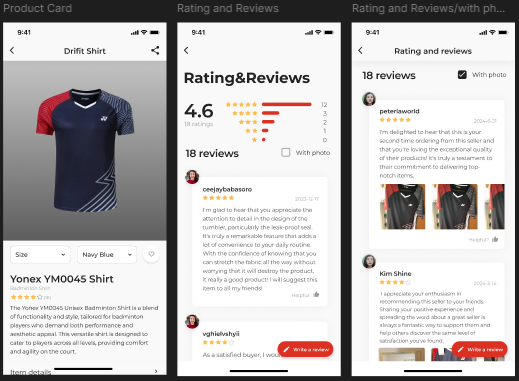 Product Card
9:41
Drifit Shirt
Size
Navy Blue
Yonex YM0045 Shirt
Badminton Shirt
The Yonex YM0045 Unisex Badminton Shirt is a blend
of functionality and style, tailored for badminton
players who demand both performance and
aesthetic appeal. This versatile shirt is designed to
cater to players across all levels, providing comfort
and agility on the court.
Item details
Rating and Reviews
9:41
Rating&Reviews
4.6
18 ratings
12
3
2
2
0
18 reviews
With photo
ceejaybabasoro
2023-12-17
I'm glad to hear that you appreciate the
attention to detail in the design of the
tumbler, particularly the leak-proof seal.
It's truly a remarkable feature that adds a
lot of convenience to your daily routine.
With the confidence of knowing that you
can stretch the fabric all the way without
worrying that it will destroy the product,
it really a good product! I will suggest this
item to all my friends!
Helpful
vghielvshyii
As a satisfied buyer, I wou
Write a review
Rating and Reviews/with ph...
9:41
Rating and reviews
18 reviews
With photo
peteriaworld
2024-6-21
I'm delighted to hear that this is your
second time ordering from this seller and
that you're loving the exceptional quality
of their products! It's truly a testament to
their commitment to delivering top-
notch items.
Helpful?
Kim Shine
I appreciate your enthusiasm in
recommending this seller to your friends.
Sharing your positive experience and
spreading the word about a great seller is
always a fantastic way to support them and
help others discover the same level of
satisfaction you've found.
Write a review